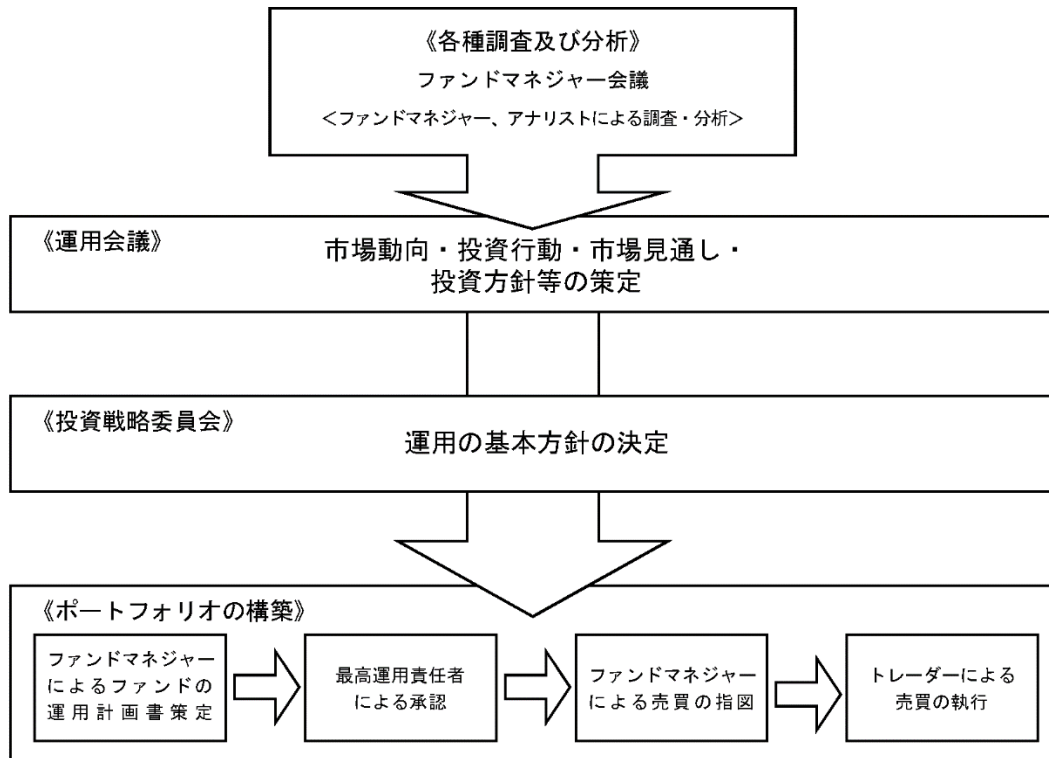 《各種調査及び分析》
ファンドマネジャー会議
＜ファンドマネジャー、アナリストによる調査・分析＞
《運用会議》
市場動向・投資行動・市場見通し・
投資方針等の策定
《投資戦略委員会》
運用の基本方針の決定
《ポートフォリオの構築》
ファンドマネジャー
によるファンドの
運用計画書策定
最高運用責任者
による承認
ファンドマネジャー
による売買の指図
トレーダーによる
売買の執行